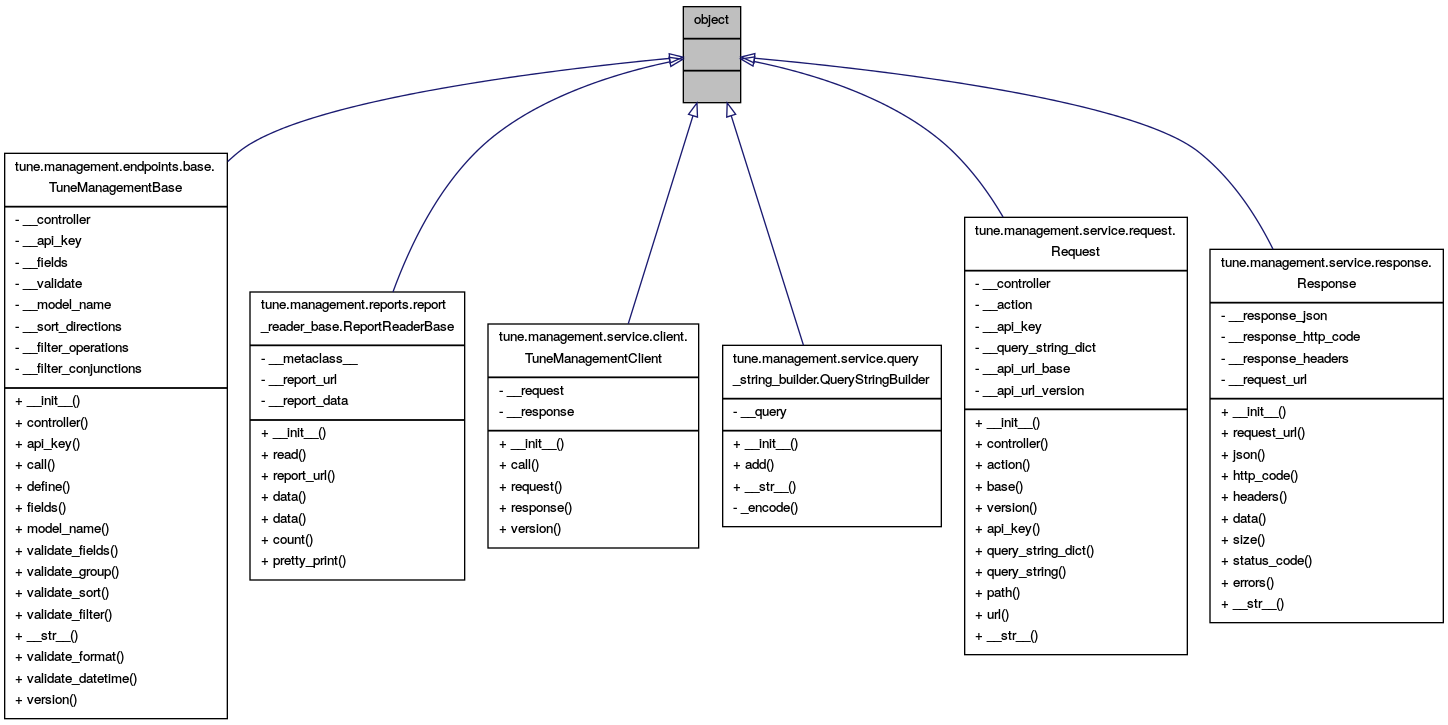 object
tune.management.endpoints.base.
TuneManagementBase
- __controller
- __api_key
- __fields
- __validate
- __model_name
- __sort_directions
- __filter_operations
- __filter_conjunctions
+ __init__()
+ controller()
+ api_key()
+ call()
+ define()
+ fields()
+ model_name()
+ validate_fields()
+ validate_group()
+ validate_sort()
+ validate_filter()
+ __str__()
+ validate_format()
+ validate_datetime()
+ version()
tune.management.reports.report
_reader_base.ReportReaderBase
- __metaclass__
- __report_url
- __report_data
+ __init__()
+ read()
+ report_url()
+ data()
+ data()
+ count()
+ pretty_print()
tune.management.service.client.
TuneManagementClient
- __request
- __response
+ __init__()
+ call()
+ request()
+ response()
+ version()
tune.management.service.query
_string_builder.QueryStringBuilder
- __query
+ __init__()
+ add()
+ __str__()
- _encode()
tune.management.service.request.
Request
- __controller
- __action
- __api_key
- __query_string_dict
- __api_url_base
- __api_url_version
+ __init__()
+ controller()
+ action()
+ base()
+ version()
+ api_key()
+ query_string_dict()
+ query_string()
+ path()
+ url()
+ __str__()
tune.management.service.response.
Response
- __response_json
- __response_http_code
- __response_headers
- __request_url
+ __init__()
+ request_url()
+ json()
+ http_code()
+ headers()
+ data()
+ size()
+ status_code()
+ errors()
+ __str__()